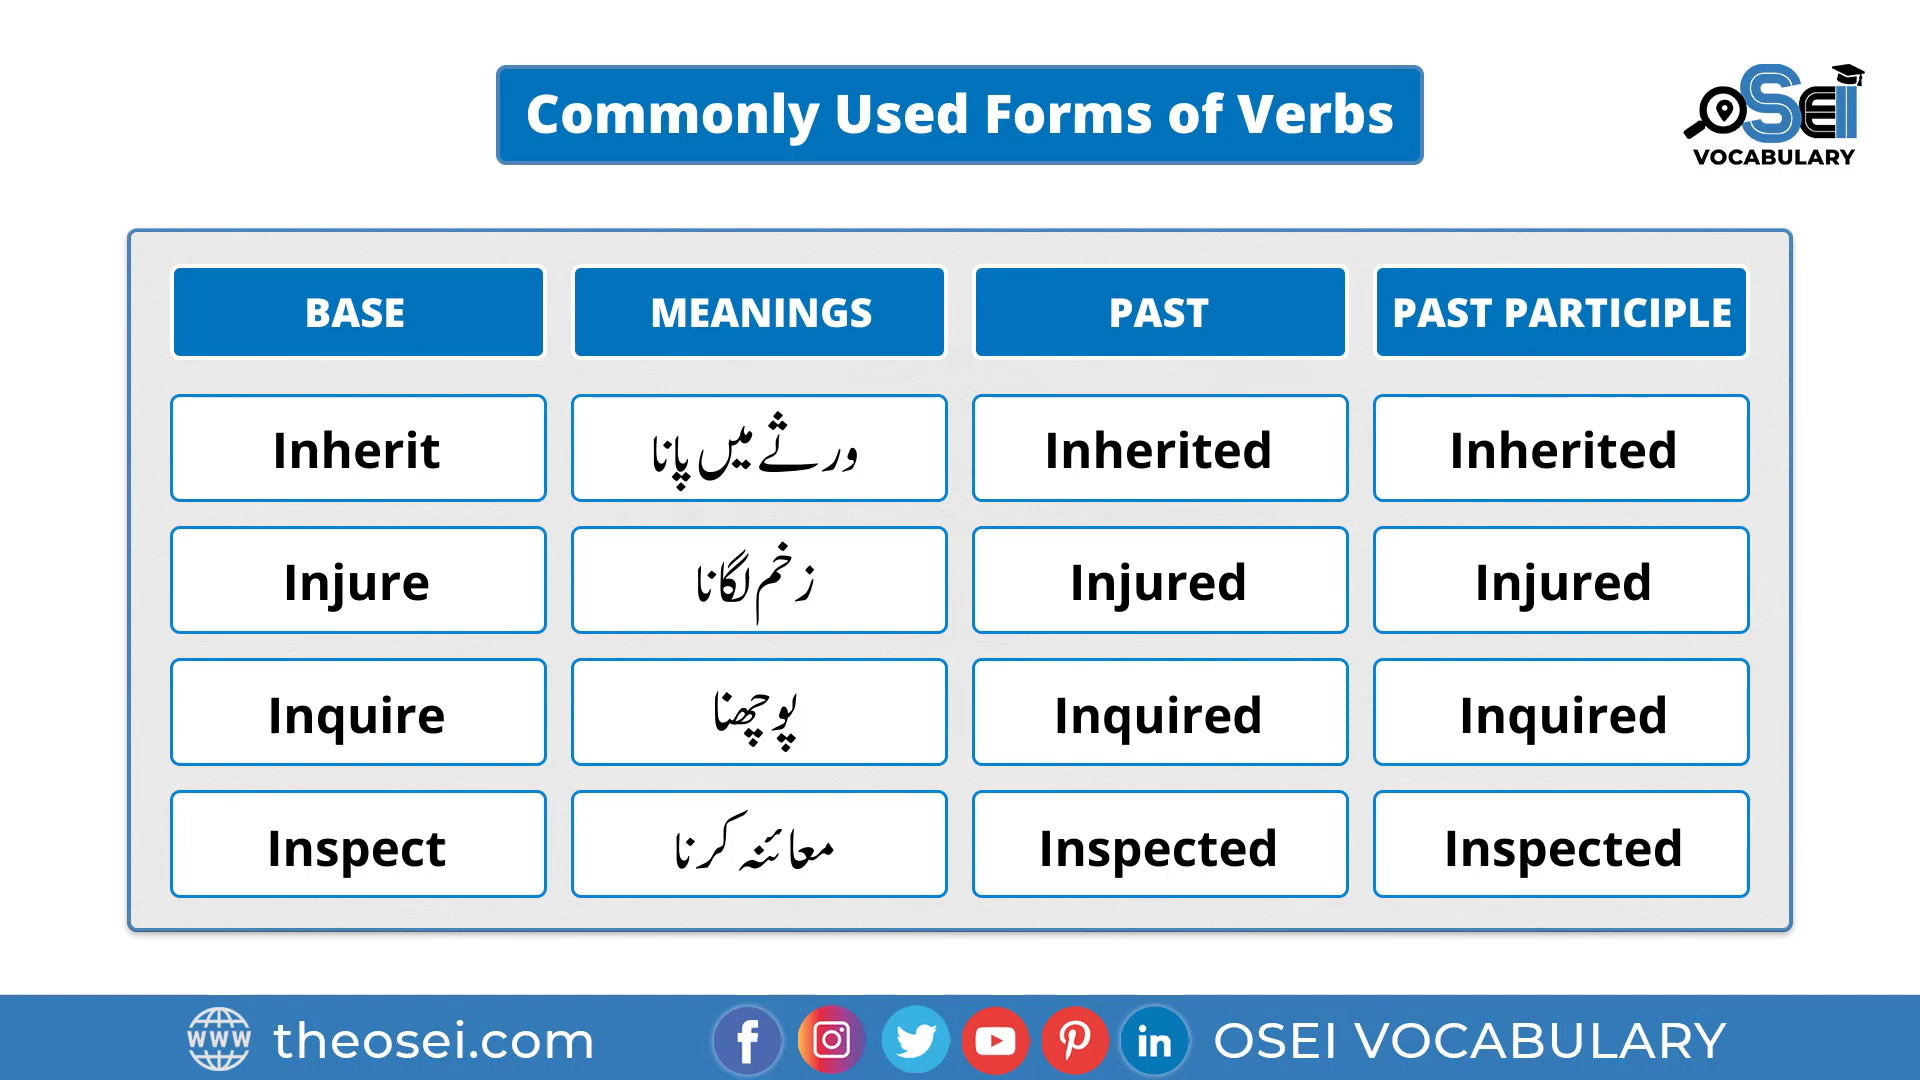 Commonly Used Forms of Verbs
OSEI
VOCABULARY
BASE MEANINGS PAST PAST PARTICIPLE
Inherit ورثے میں پانا Inherited Inherited
Injure زخم لگانا Injured Injured
Inquire پوچھنا Inquired Inquired
Inspect معائنہ کرنا Inspected Inspected
WWW theosei.com f in OSEI VOCABULARY